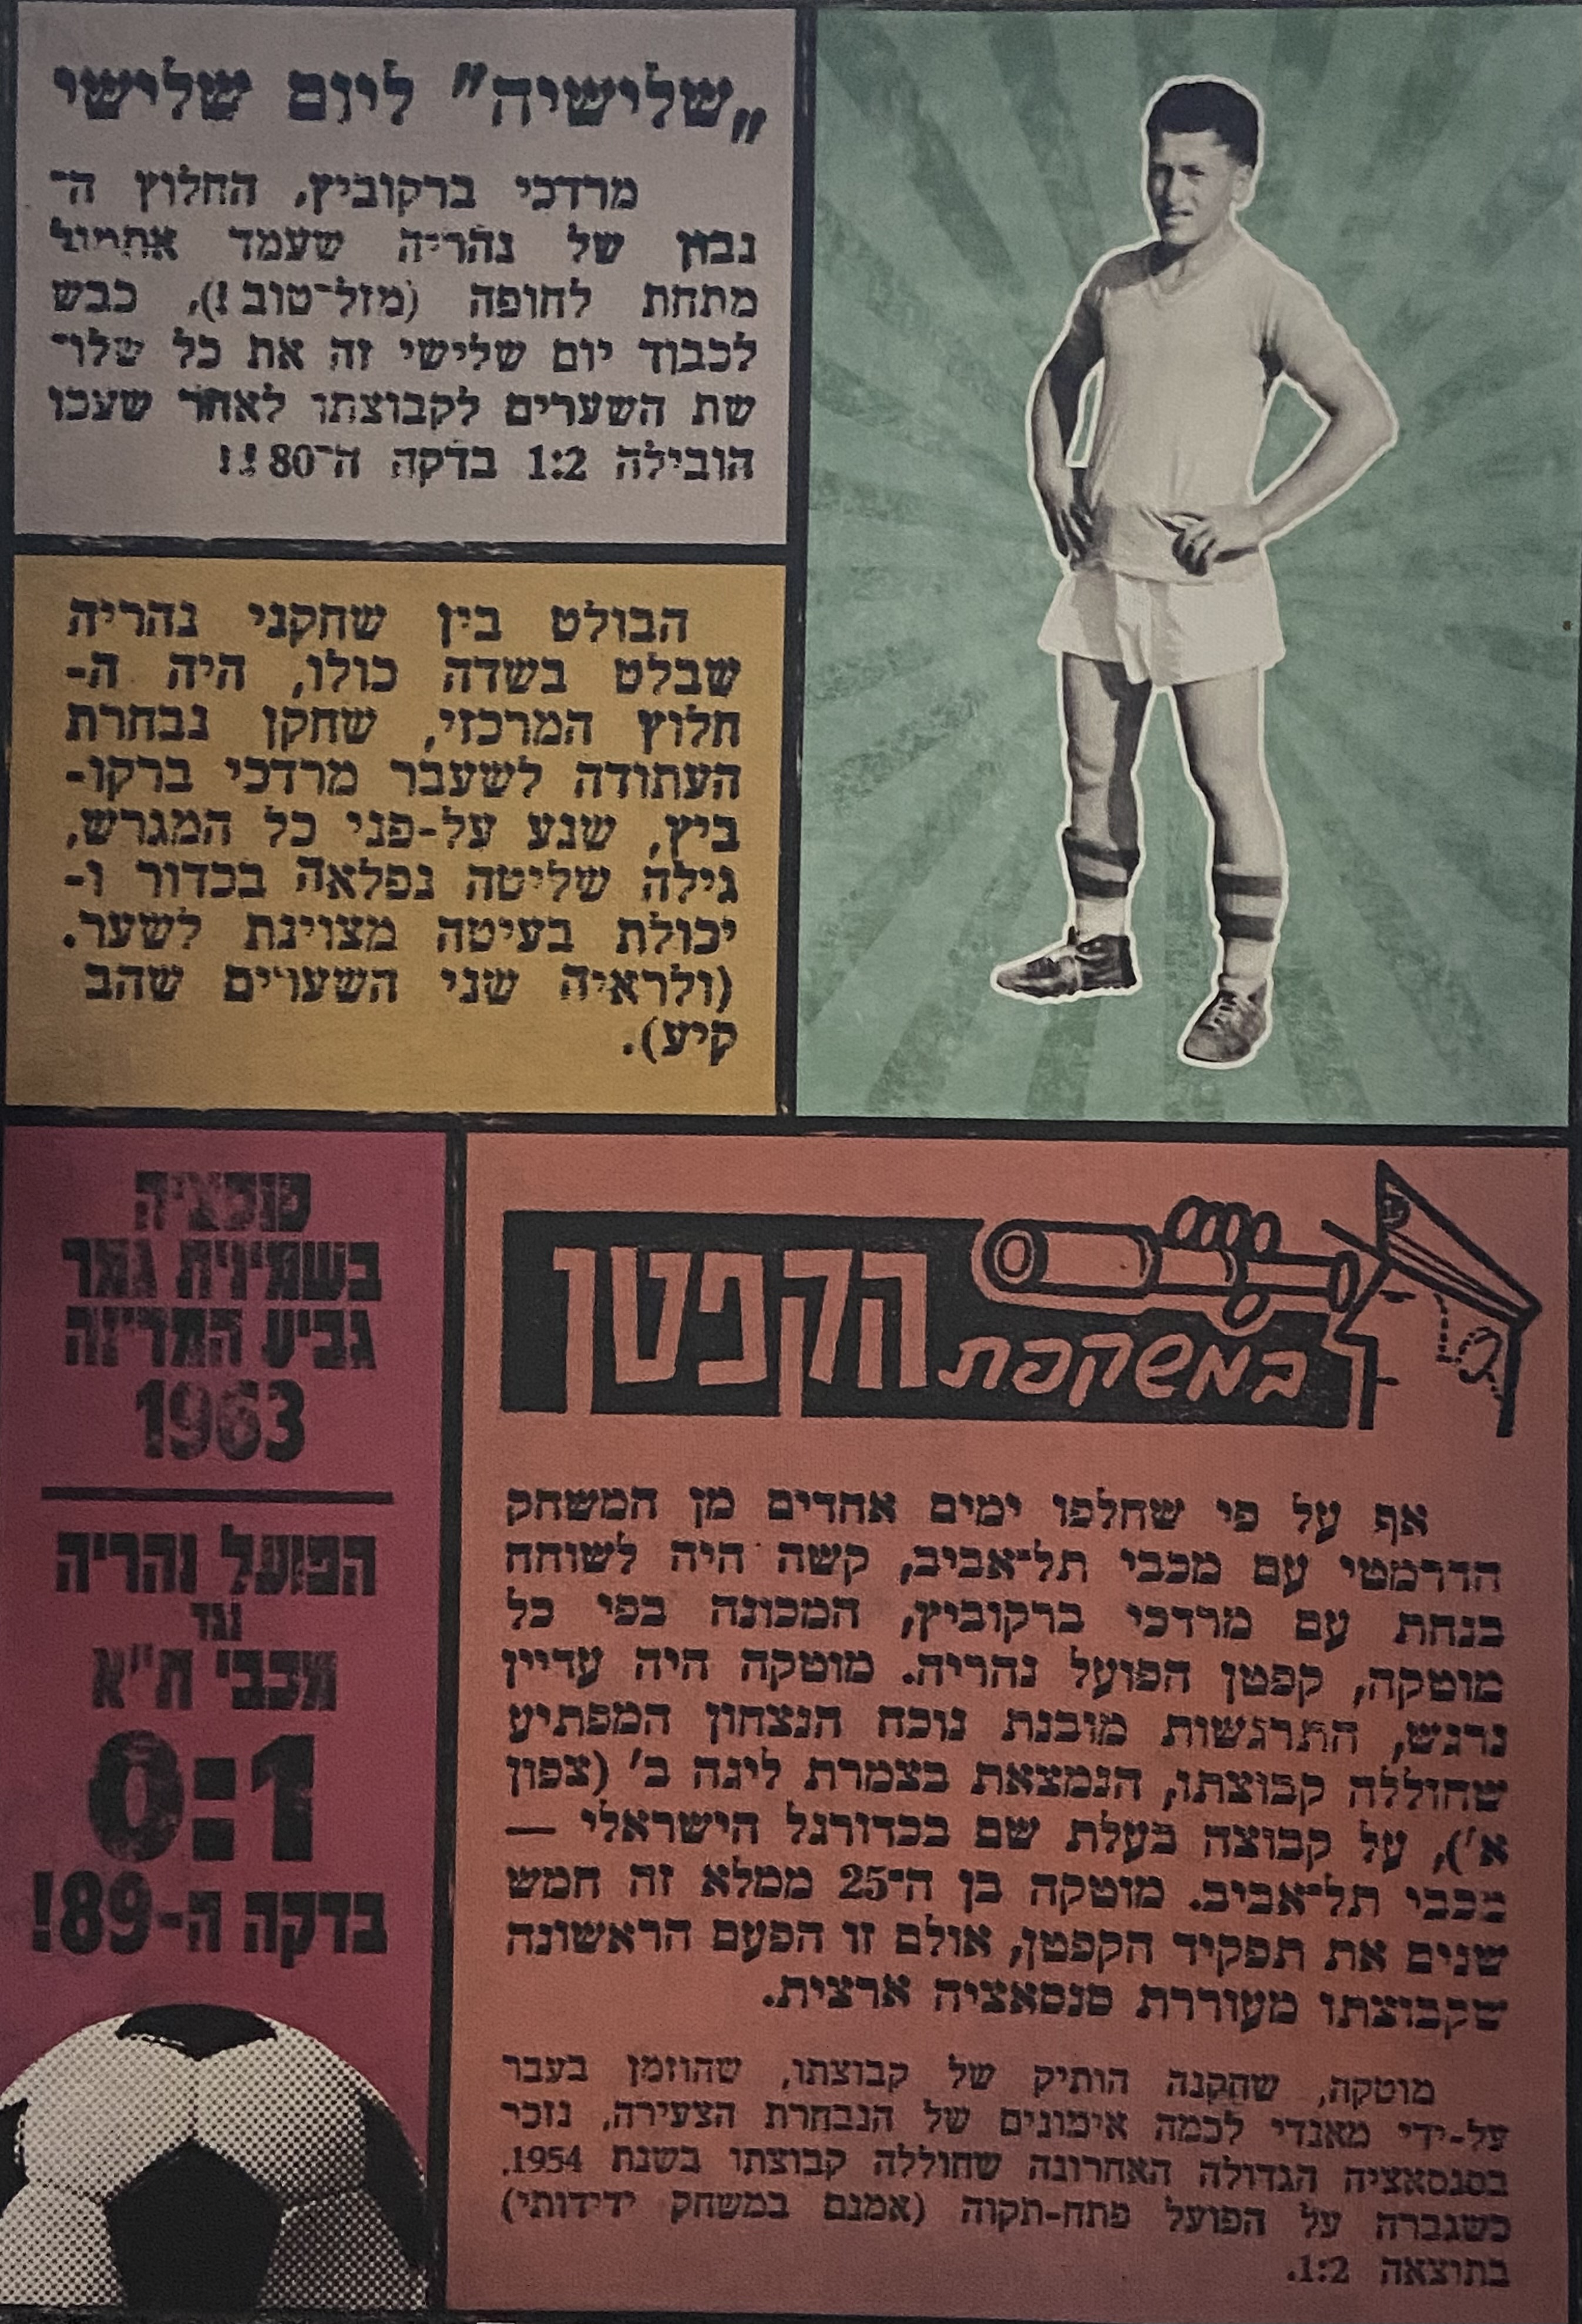 „שלישיה" ליום שלישי
מרדכי ברקוביץ, החלוץ ה־
נבון של נהריה שעמד אתמול
מתחת לחופה (מזל־טוב!), כבש
לכבוד יום שלישי זה את כל שלו־
שת השערים לקבוצתו לאחר שעכו
הובילה 1:2 בדקה ה־80!!
הבולט בין שחקני נהריה
שבלט בשדה כולו, היה ה-
חלוץ המרכזי, שחקן נבחרת
העתודה לשעבר מרדכי ברקו-
ביץ, שנע על-פני כל המגרש,
גילה שליטה נפלאה בכדור ו-
יכולת בעיטה מצוינת לשער.
(ולראיה שני השערים שהב
קיע).
במשקפת הקפטן
אף על פי שחלפו ימים אחדים מן המשחק
הדרמטי עם מכבי תל־אביב, קשה היה לשוחח
בנחת עם מרדכי ברקוביץ, המכונה בפי כל
מוטקה, קפטן הפועל נהריה. מוטקה היה עדיין
נרגש, התרגשות מובנת נוכח הנצחון המפתיע
שחוללה קבוצתו, הנמצאת בצמרת ליגה ב' (צפון
א'), על קבוצה בעלת שם בכדורגל הישראלי —
מכבי תל־אביב. מוטקה בן ה־25 ממלא זה חמש
שנים את תפקיד הקפטן, אולם זו הפעם הראשונה
שקבוצתו מעוררת סנסאציה ארצית.
מוטקה, שחקנה הותיק של קבוצתו, שהוזמן בעבר
על-ידי מאנדי לכמה אימונים של הנבחרת הצעירה, נזכר
בסנסאציה הגדולה האחרונה שחוללה קבוצתו בשנת 1954,
כשגברה על הפועל פתח-תקוה (אמנם במשחק ידידותי)
בתוצאה 1:2.
סנסציה
בשמינית גמר
גביע המדינה
1963
הפועל נהריה
נגד
מכבי ת"א
0:1
בדקה ה-89!